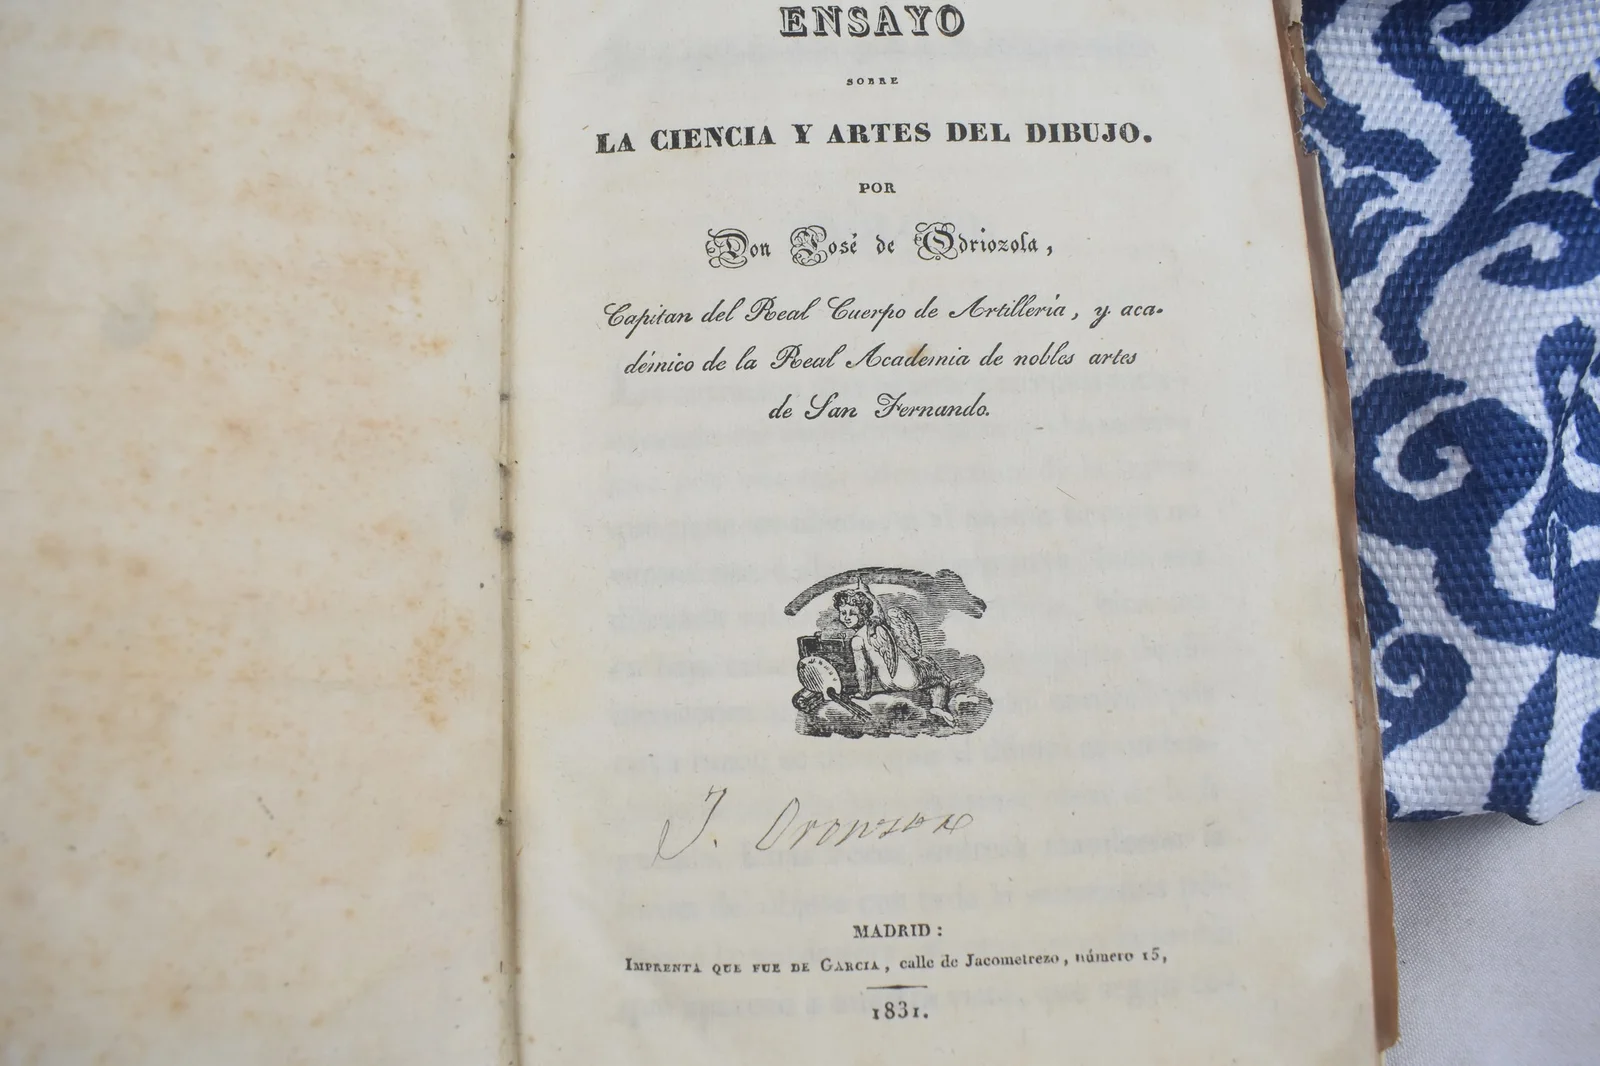 ENSAYO
SOBRE
LA CIENCIA Y ARTES DEL DIBUJO.
POR
Don José de Odriozola,
Capitan del Real Cuerpo de Artillería, y aca-
démico de la Real Academia de nobles artes
de San Fernando.
J.
MADRID:
IMPRENTA QUE FUE DE GARCIA, calle de Jacometrezo, número 15,
1831.